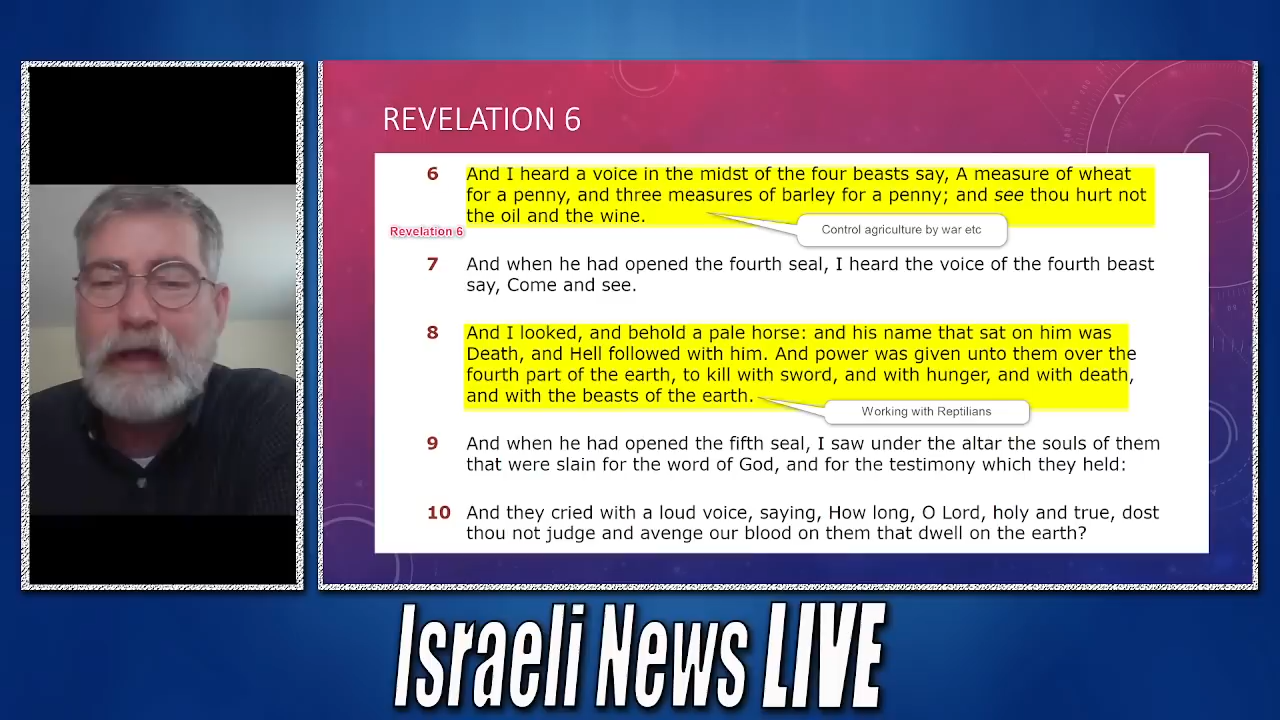 REVELATION 6
6 And I heard a voice in the midst of the four beasts say, A measure of wheat
for a penny, and three measures of barley for a penny; and see thou hurt not
the oil and the wine.
Control agriculture by war etc
Revelation 6
7 And when he had opened the fourth seal, I heard the voice of the fourth beast
say, Come and see.
8 And I looked, and behold a pale horse: and his name that sat on him was
Death, and Hell followed with him. And power was given unto them over the
fourth part of the earth, to kill with sword, and with hunger, and with death,
and with the beasts of the earth.
Working with Reptilians
9 And when he had opened the fifth seal, I saw under the altar the souls of them
that were slain for the word of God, and for the testimony which they held:
10 And they cried with a loud voice, saying, How long, O Lord, holy and true, dost
thou not judge and avenge our blood on them that dwell on the earth?
Israeli News LIVE